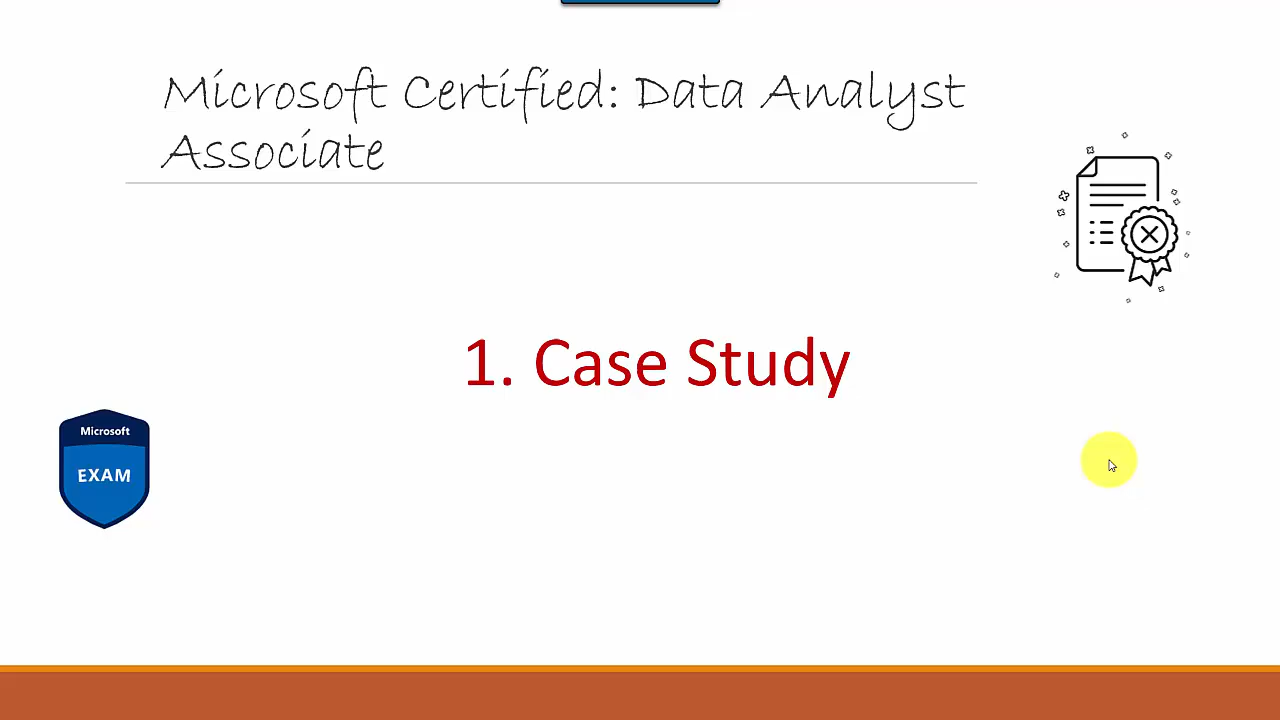 Microsoft Certified: Data Analyst
Associate
1. Case Study
Microsoft
EXAM